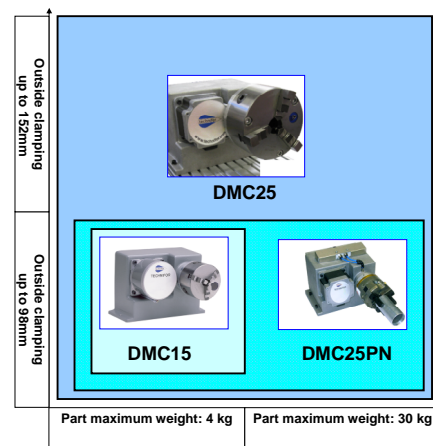 Outside clamping
up to 152mm
DMC25
Outside clamping
up to 98mm
DMC15
DMC25PN
Part maximum weight: 4 kg
Part maximum weight: 30 kg